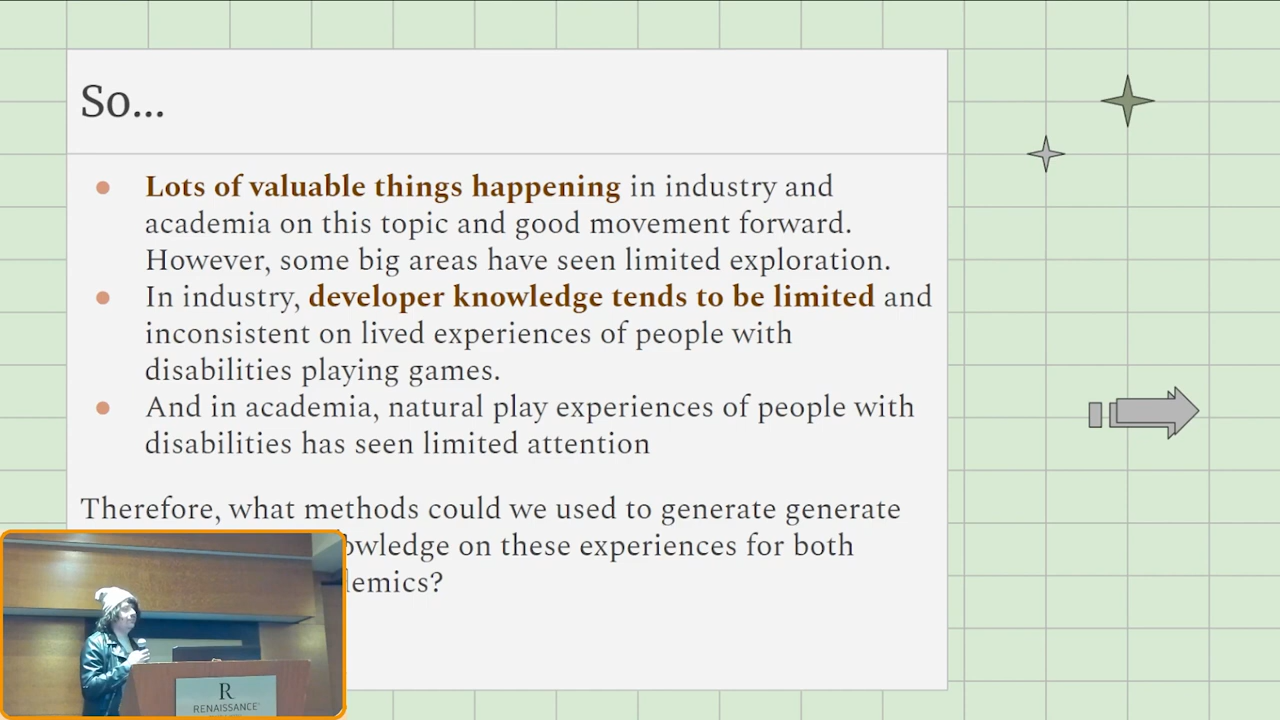 So...
Lots of valuable things happening in industry and
academia on this topic and good movement forward.
However, some big areas have seen limited exploration.
In industry, developer knowledge tends to be limited and
inconsistent on lived experiences of people with
disabilities playing games.
And in academia, natural play experiences of people with
disabilities has seen limited attention
Therefore, what methods could we used to generate generate
on these experiences for both
R
RENAISSANCE